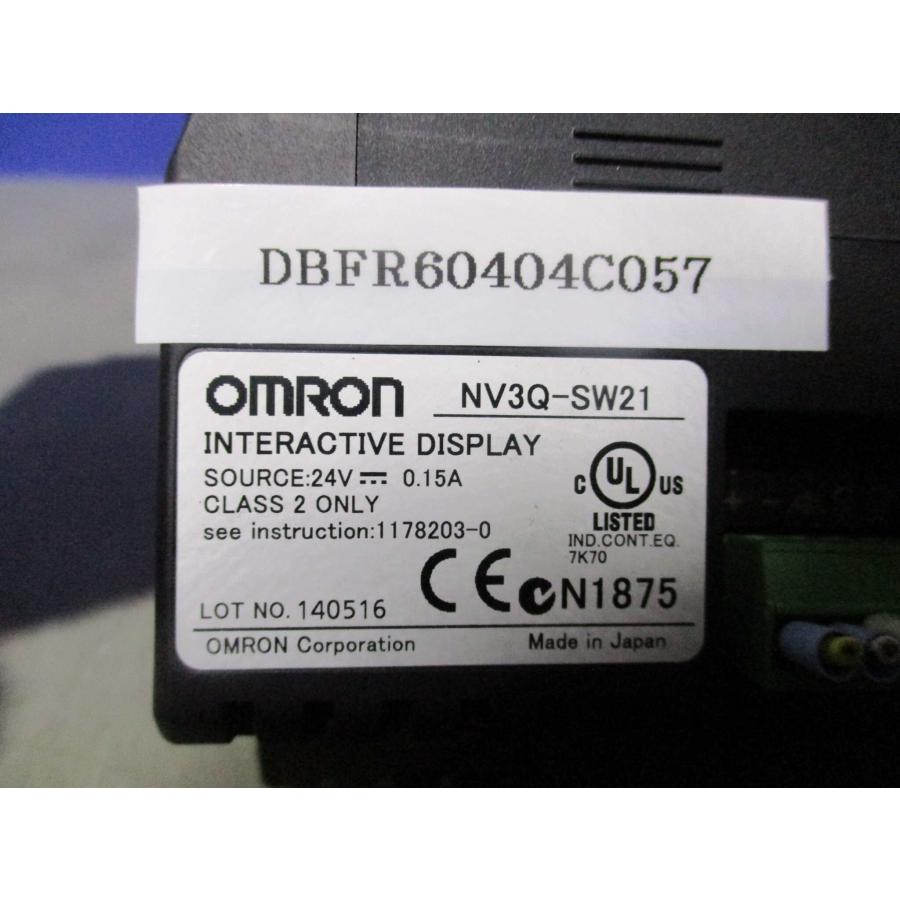 DBFR60404C057
OMRON NV3Q-SW21
INTERACTIVE DISPLAY
SOURCE:24V⎓ 0.15A
CLASS 2 ONLY
see instruction:1178203-0
C UL US
LISTED
IND.CONT.EQ.
7K70
CE N1875
LOT NO. 140516
OMRON Corporation Made in Japan